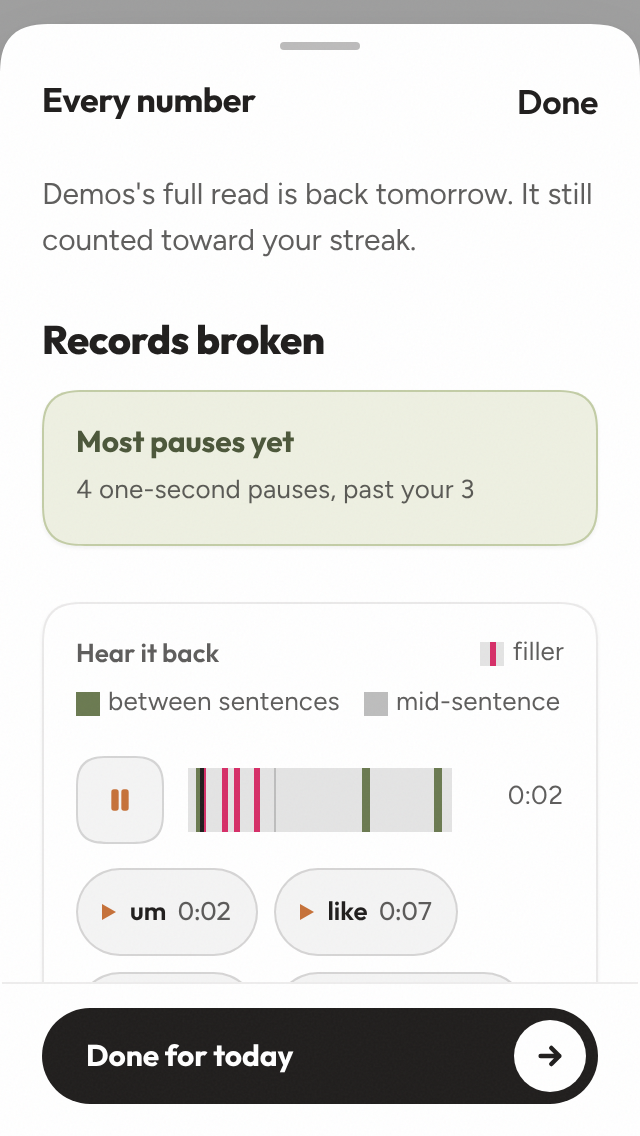 Every number
Done
Demos's full read is back tomorrow. It still
counted toward your streak.
Records broken
Most pauses yet
4 one-second pauses, past your 3
Hear it back
filler
between sentences
mid-sentence
0:02
um 0:02
like 0:07
Done for today